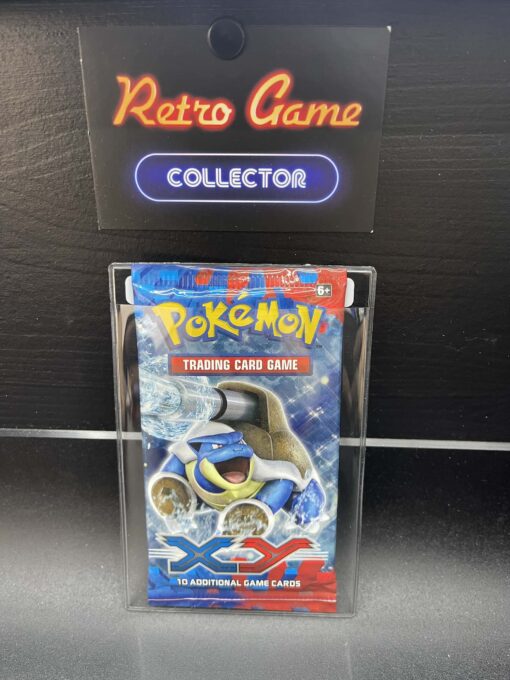 Retro Game
COLLECTOR
6+
POKéMON
TRADING CARD GAME
XY
10 ADDITIONAL GAME CARDS